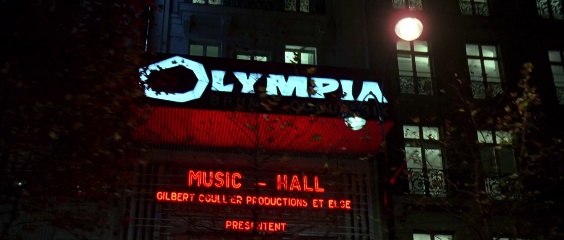 OLYMPIA
MUSIC - HALL
GILBERT COULLIER PRODUCTIONS ET ELSE
PRESENTENT